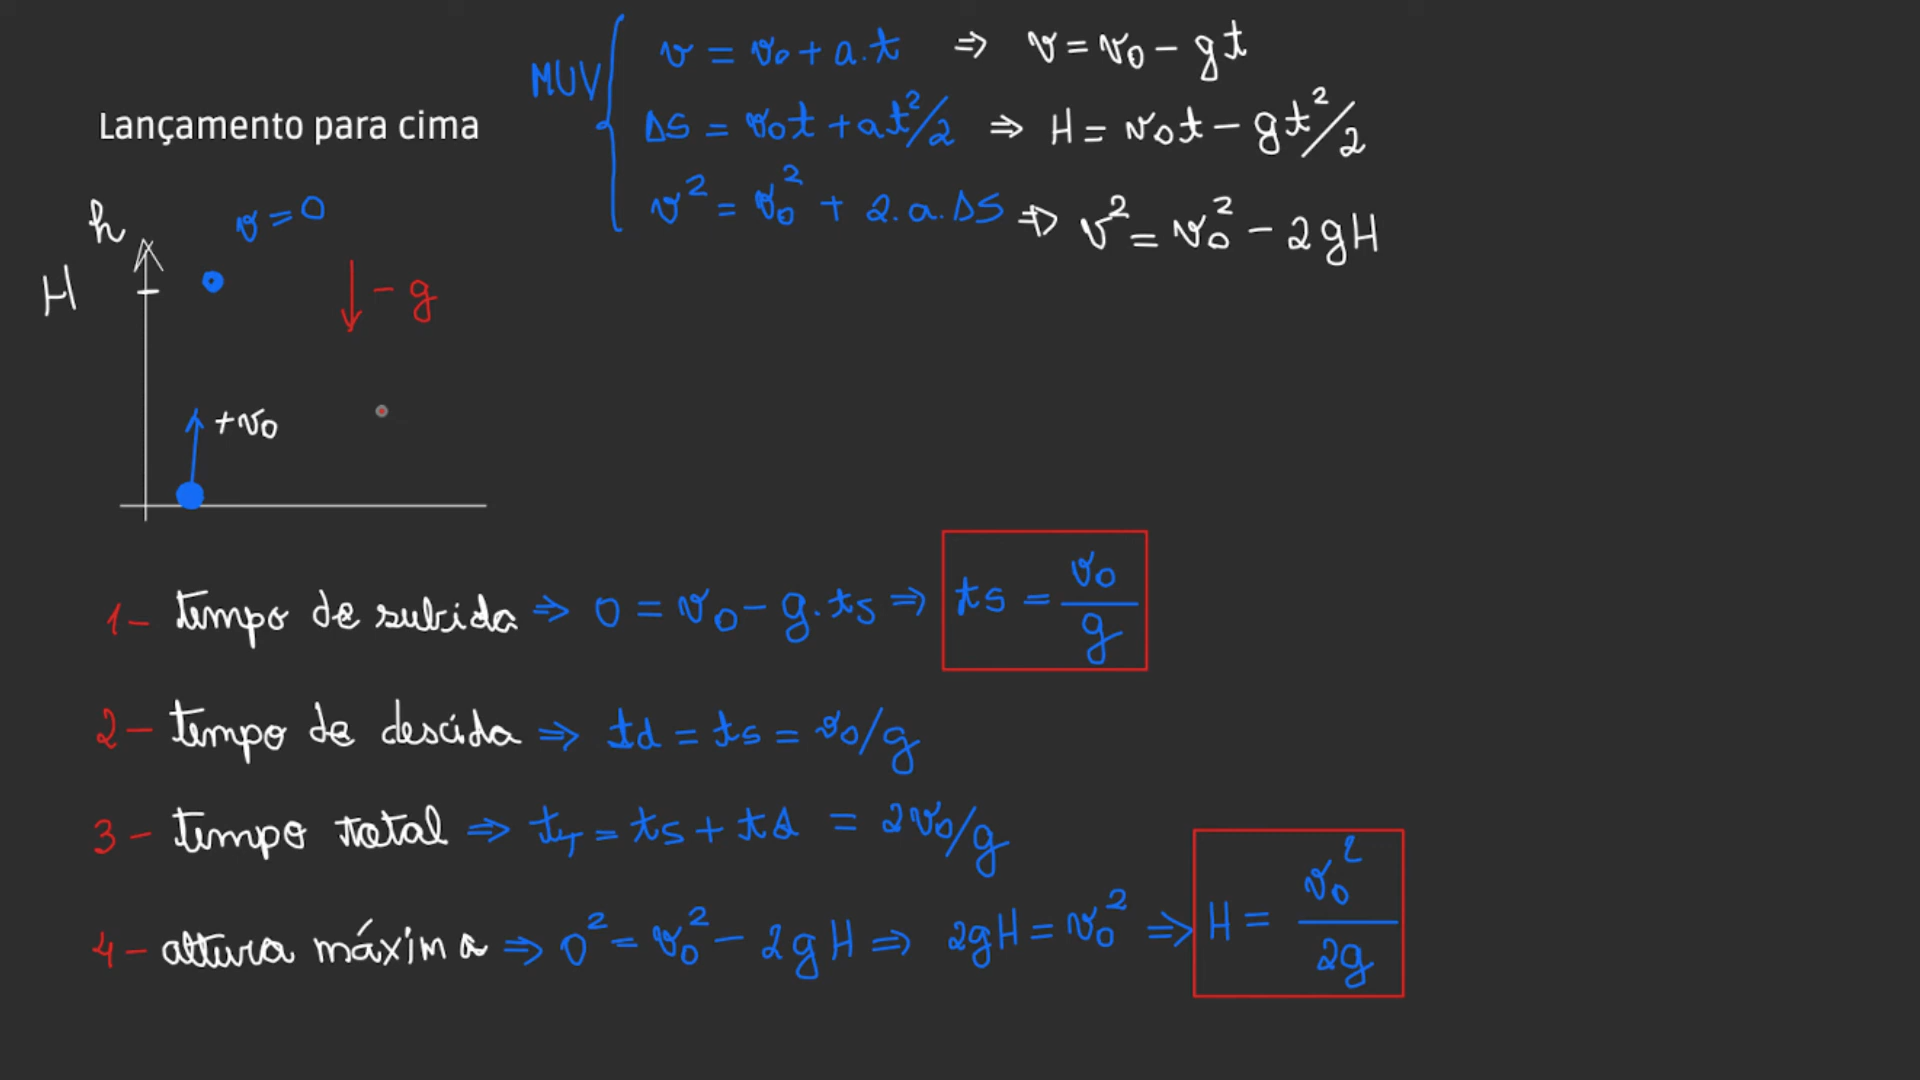 MUV
v = v₀ + a.t ⇒ v = v₀ - gt
Lançamento para cima
ΔS = v₀t + at²/2 ⇒ H = v₀t - gt²/2
v² = v₀² + 2.a.ΔS ⇒ v² = v₀² - 2gH
h
v = 0
H
- g
+v₀
1- tempo de subida ⇒ 0 = v₀ - g.ts ⇒ ts = v₀/g
2- tempo de descida ⇒ td = ts = v₀/g
3- tempo total ⇒ tT = ts + td = 2v₀/g
4- altura máxima ⇒ 0² = v₀² - 2gH ⇒ 2gH = v₀² ⇒ H = v₀²/2g